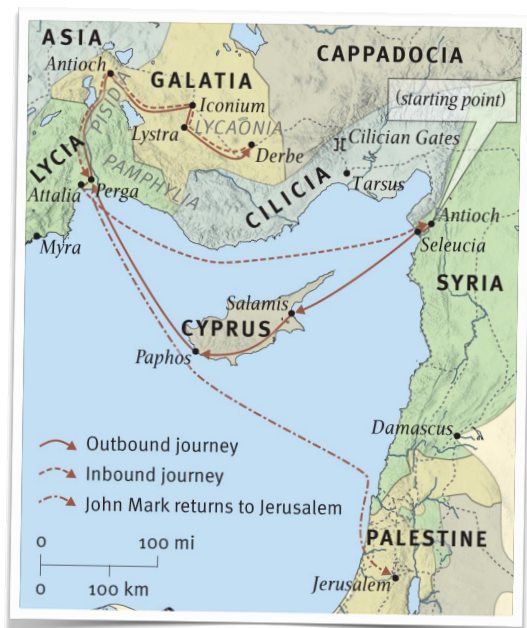 ASIA
CAPPADOCIA
Antioch
GALATIA
(starting point)
PISIDIA
Iconium
Lystra
LYCAONIA
Cilician Gates
Derbe
LYCIA
PAMPHYLIA
CILICIA
Tarsus
Attalia
Perga
Antioch
Myra
Seleucia
SYRIA
Salamis
CYPRUS
Paphos
Damascus
Outbound journey
Inbound journey
John Mark returns to Jerusalem
PALESTINE
0 100 mi
0 100 km
Jerusalem